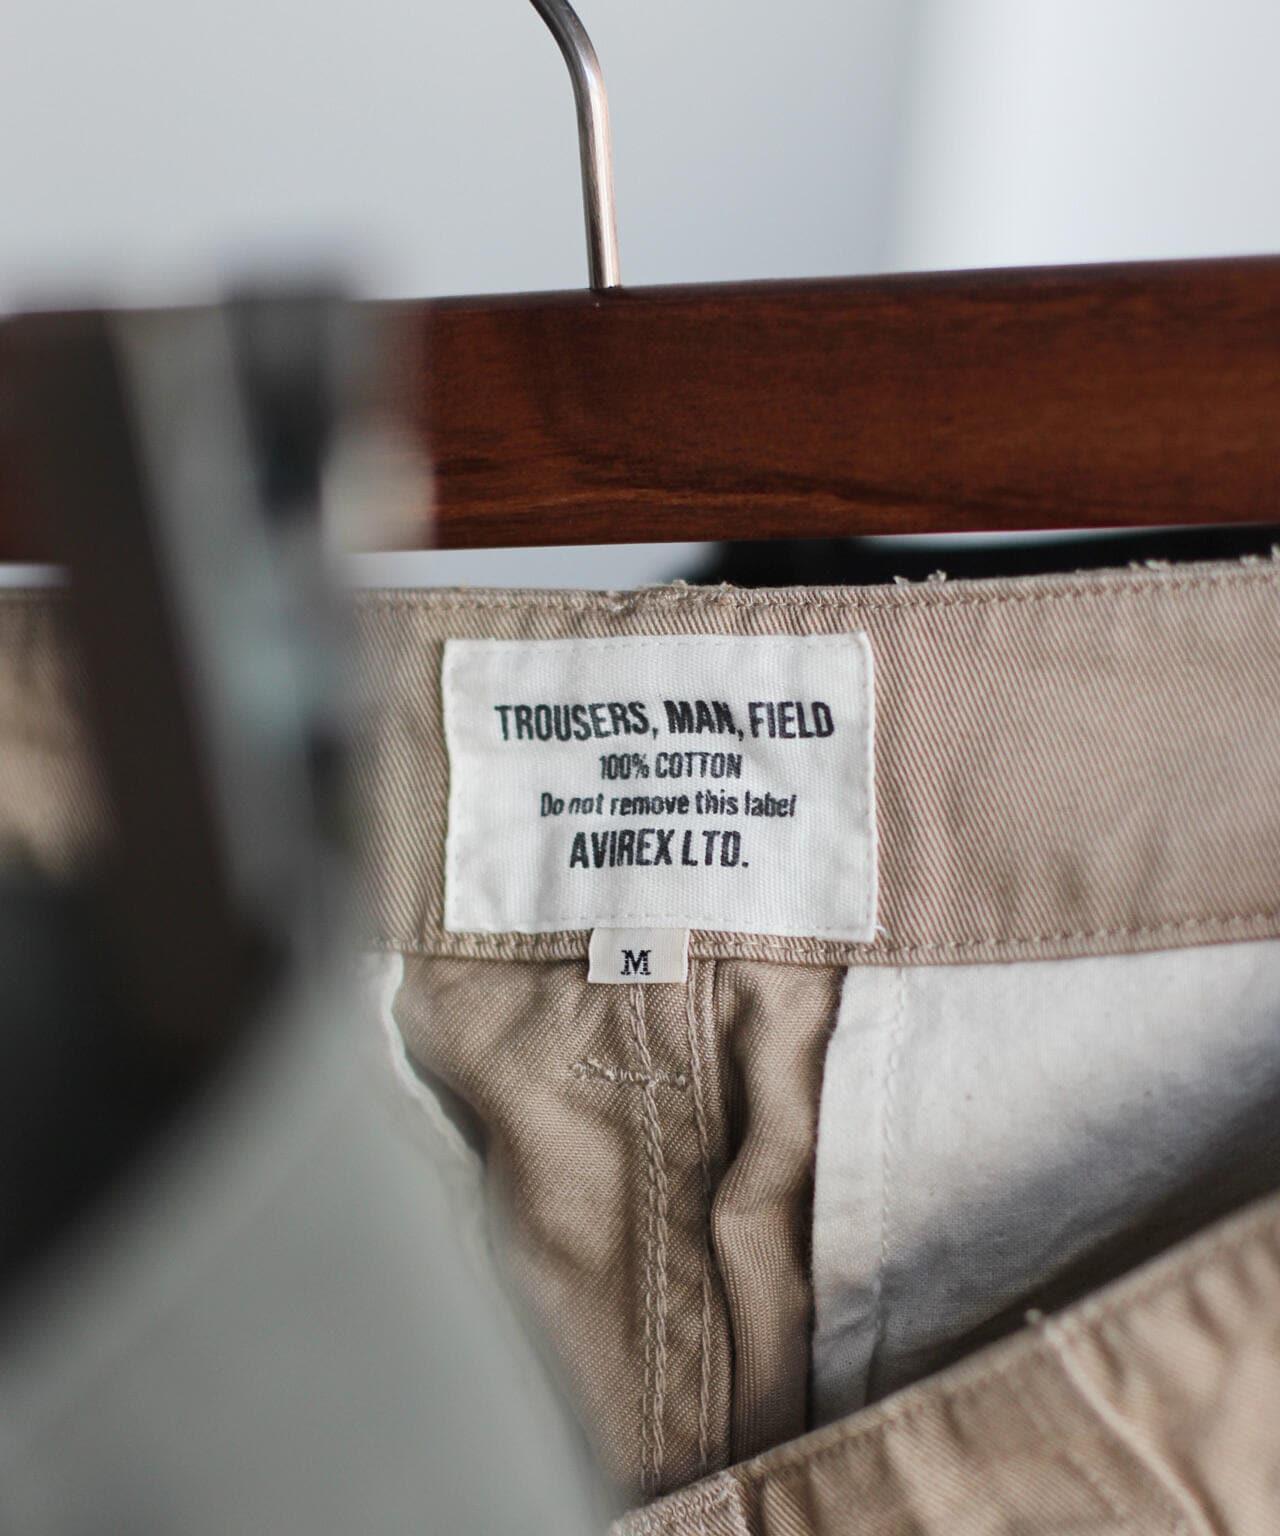 TROUSERS, MAN, FIELD
100% COTTON
Do not remove this label
AVIREX LTD.
M